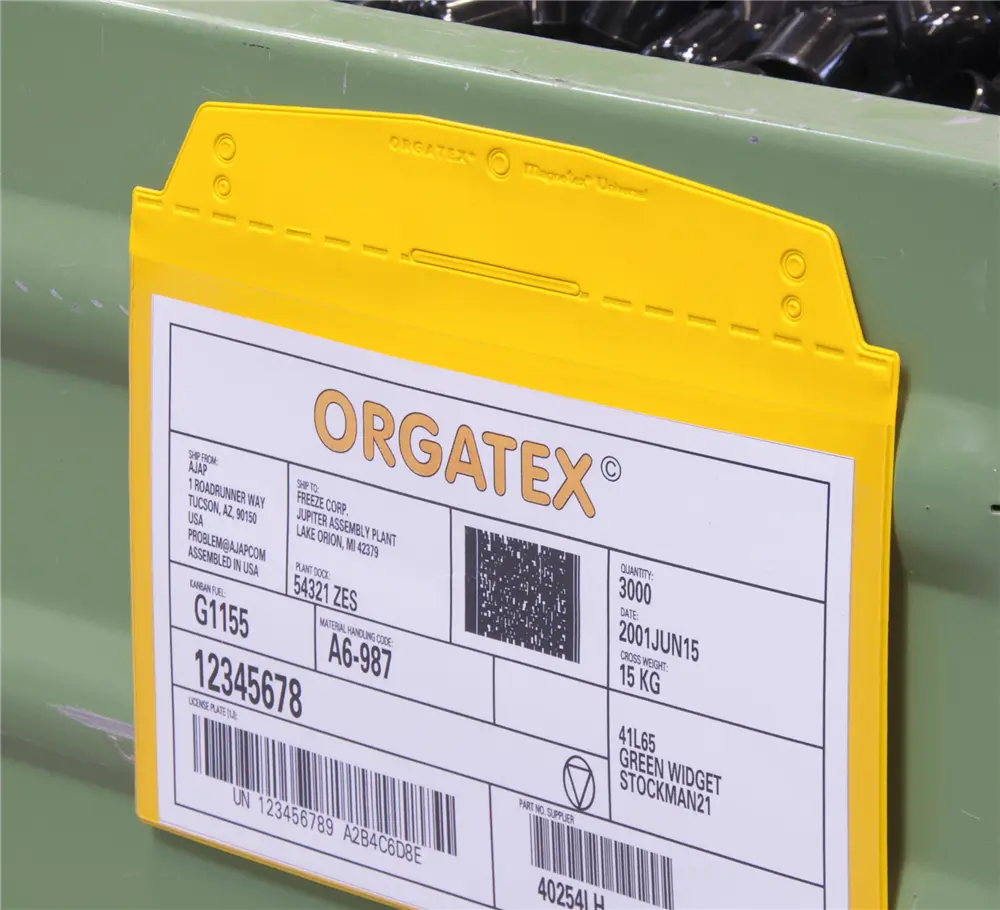 ORGATEX® Magnetex® Universal
ORGATEX©
SHIP FROM:
AJAP
1 ROADRUNNER WAY
TUCSON, AZ, 90150
USA
PROBLEM@AJAPCOM
ASSEMBLED IN USA
SHIP TO:
FREEZE CORP.
JUPITER ASSEMBLY PLANT
LAKE ORION, MI 42379
PLANT DOCK:
54321 ZES
QUANTITY:
3000
DATE:
2001JUN15
CROSS WEIGHT:
15 KG
KANBAN FUEL:
G1155
MATERIAL HANDLING CODE:
A6-987
12345678
LICENSE PLATE (1J):
UN 123456789 A2B4C6D8E
41L65
GREEN WIDGET
STOCKMAN21
PART NO. SUPPLIER